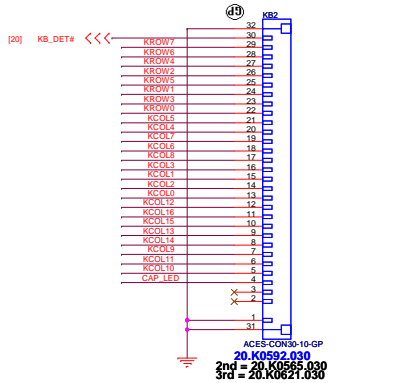 GP
KB2
32
[20] KB_DET# 30
KROW7 29
KROW6 28
KROW4 27
KROW2 26
KROW5 25
KROW1 24
KROW3 23
KROW0 22
KCOL5 21
KCOL4 20
KCOL7 19
KCOL6 18
KCOL8 17
KCOL3 16
KCOL1 15
KCOL2 14
KCOL0 13
KCOL12 12
KCOL16 11
KCOL15 10
KCOL13 9
KCOL14 8
KCOL9 7
KCOL11 6
KCOL10 5
CAP_LED 4
3
2
1
31
ACES-CON30-10-GP
20.K0592.030
2nd = 20.K0565.030
3rd = 20.K0621.030